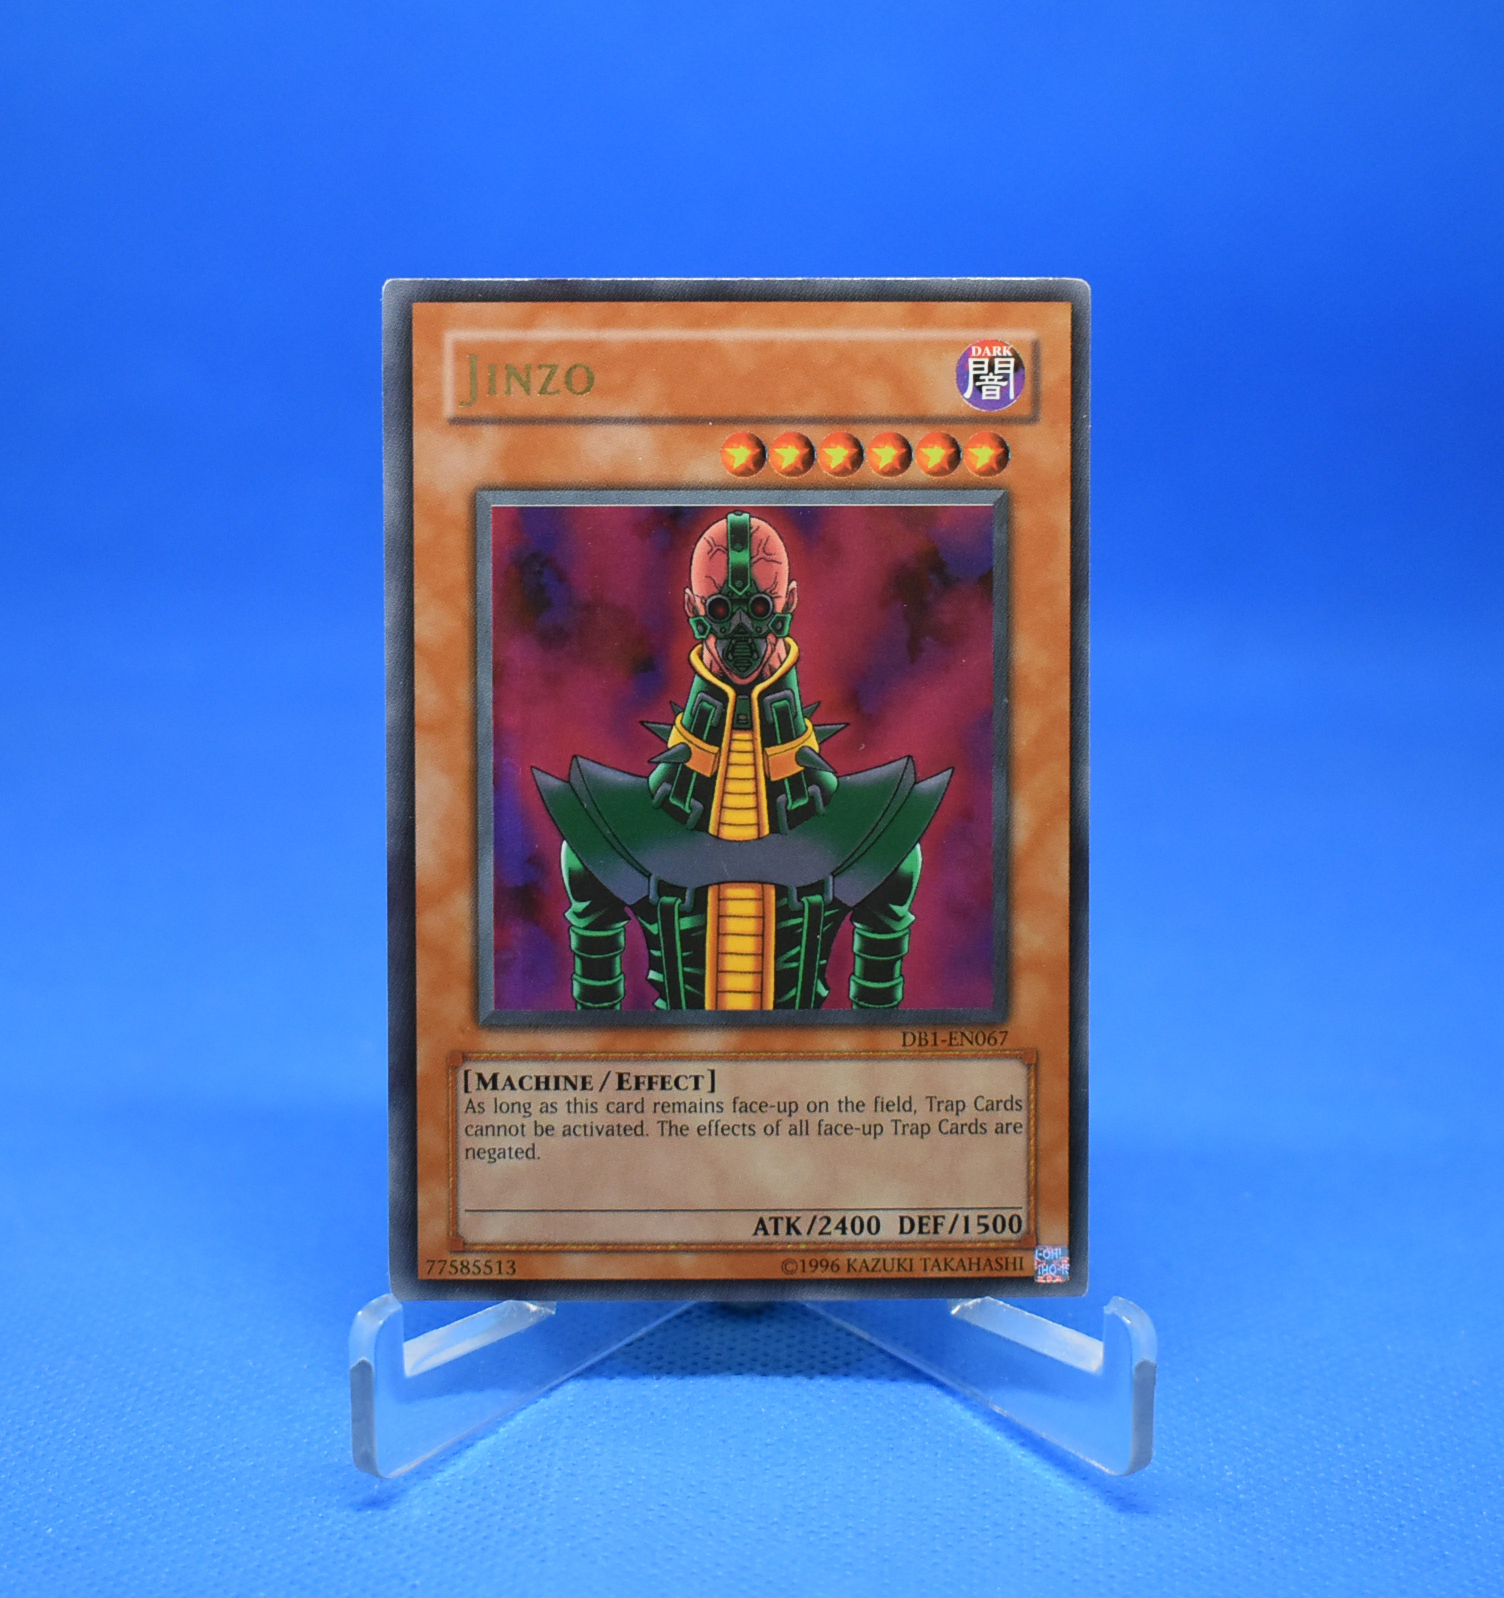 JINZO
DARK
闇
DB1-EN067
[MACHINE/EFFECT]
As long as this card remains face-up on the field, Trap Cards
cannot be activated. The effects of all face-up Trap Cards are
negated.
ATK/2400 DEF/1500
77585513
©1996 KAZUKI TAKAHASHI